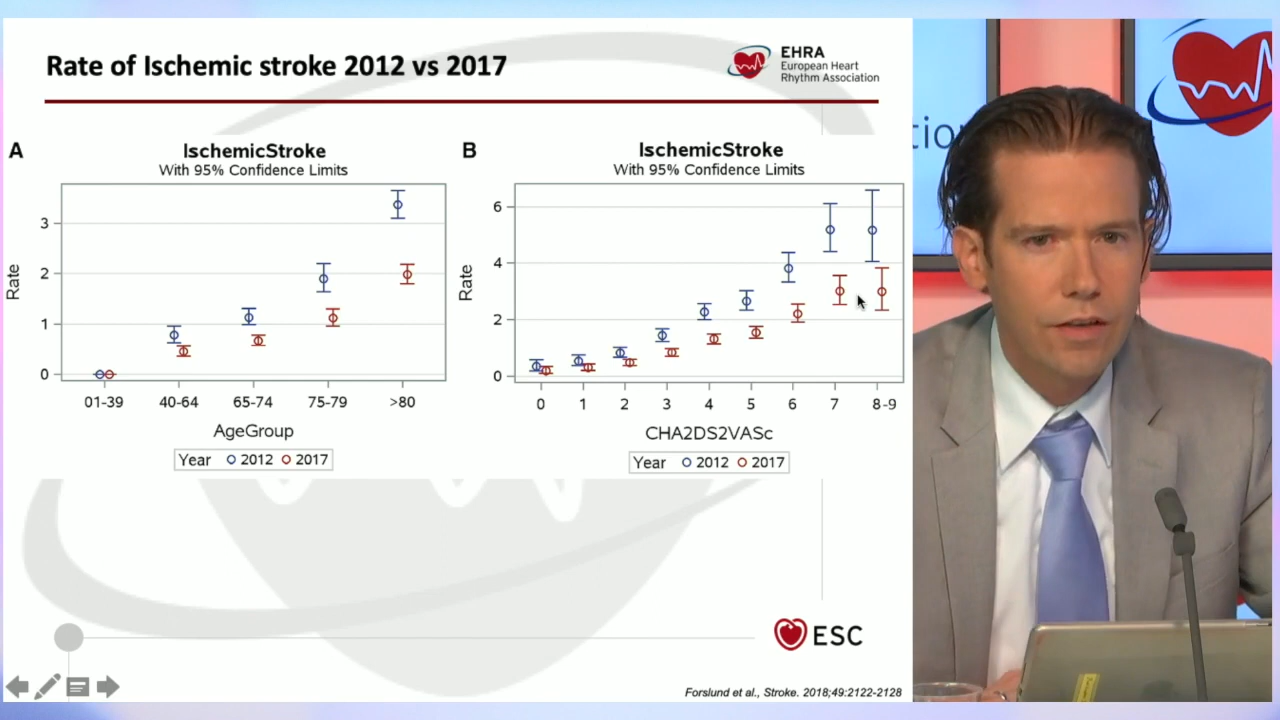 Rate of Ischemic stroke 2012 vs 2017
EHRA
European Heart
Rhythm Association
A
IschemicStroke
With 95% Confidence Limits
Rate
3
2
1
0
01-39
40-64
65-74
75-79
>80
AgeGroup
Year
2012
2017
B
IschemicStroke
With 95% Confidence Limits
Rate
6
4
2
0
0
1
2
3
4
5
6
7
8-9
CHA2DS2VASc
Year
2012
2017
ESC
Forslund et al., Stroke. 2018;49:2122-2128
tio